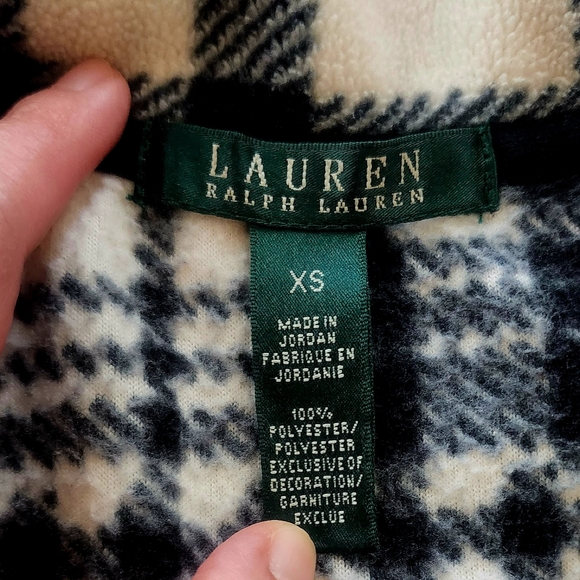 LAUREN
RALPH LAUREN
XS
MADE IN
JORDAN
FABRIQUE EN
JORDANIE
100%
POLYESTER/
POLYESTER
EXCLUSIVE OF
DECORATION/
GARNITURE
EXCLUE